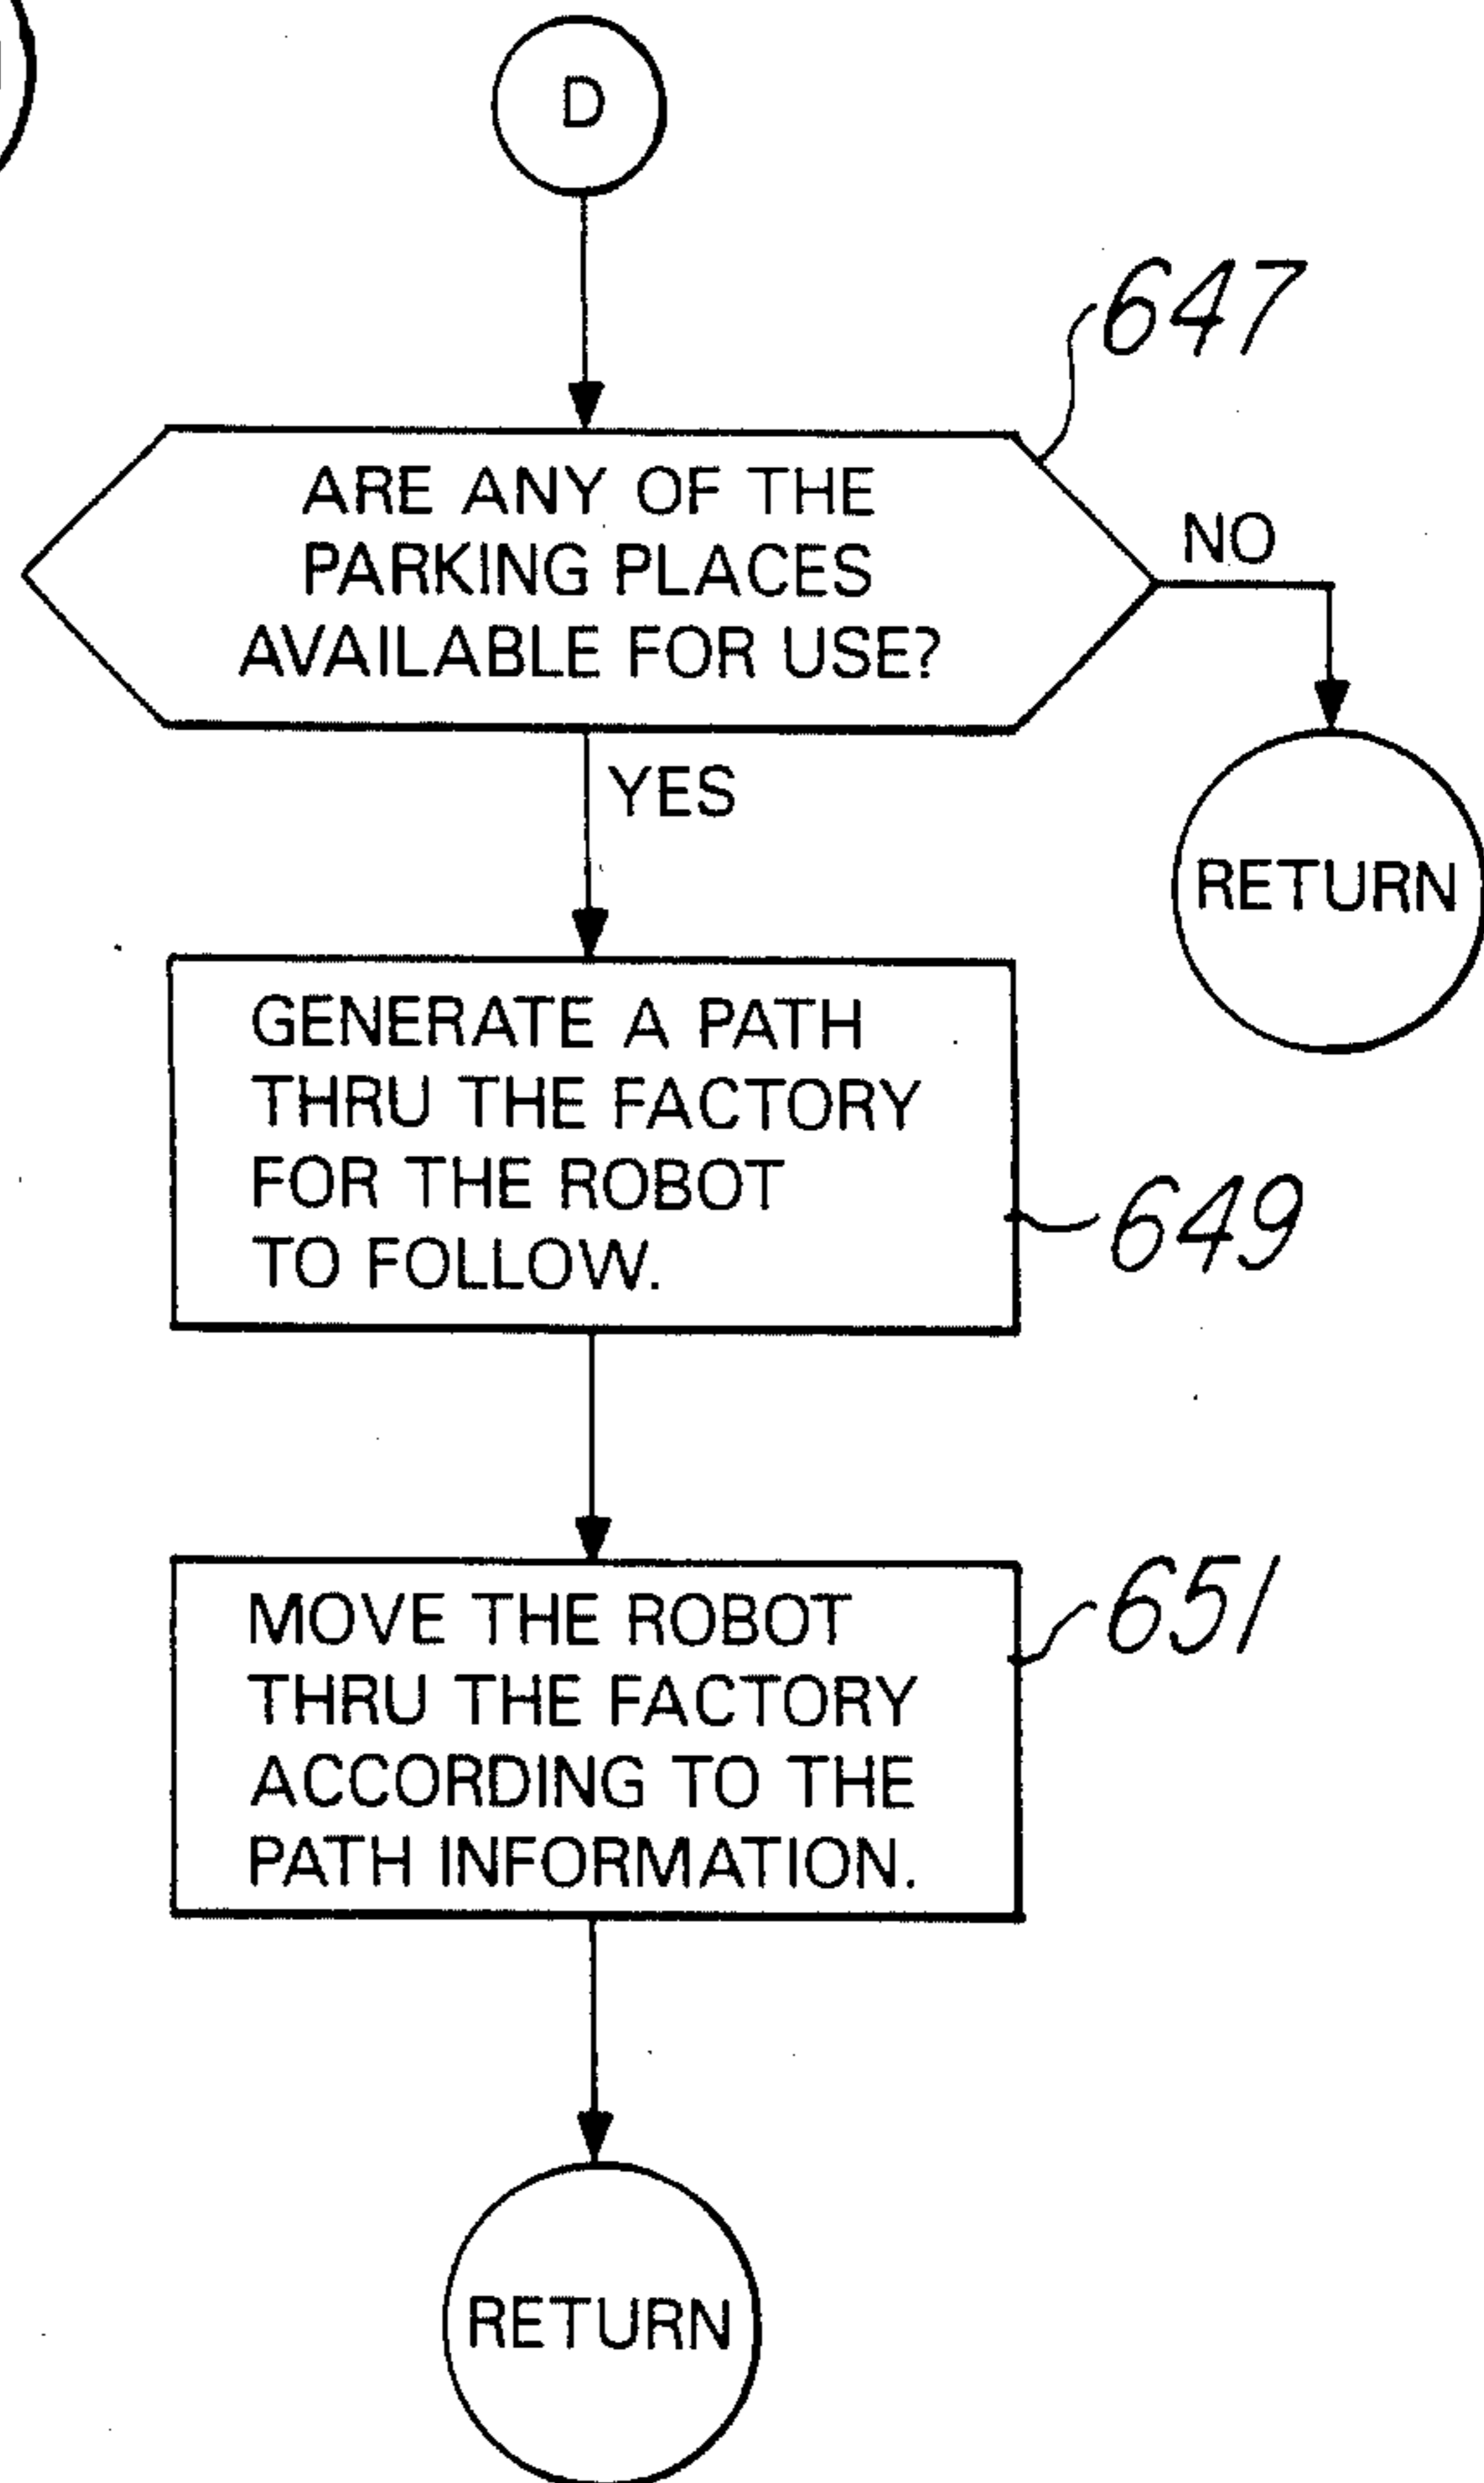 D
647
ARE ANY OF THE
PARKING PLACES
AVAILABLE FOR USE?
NO
YES
RETURN
GENERATE A PATH
THRU THE FACTORY
FOR THE ROBOT
TO FOLLOW.
649
MOVE THE ROBOT
THRU THE FACTORY
ACCORDING TO THE
PATH INFORMATION.
651
RETURN